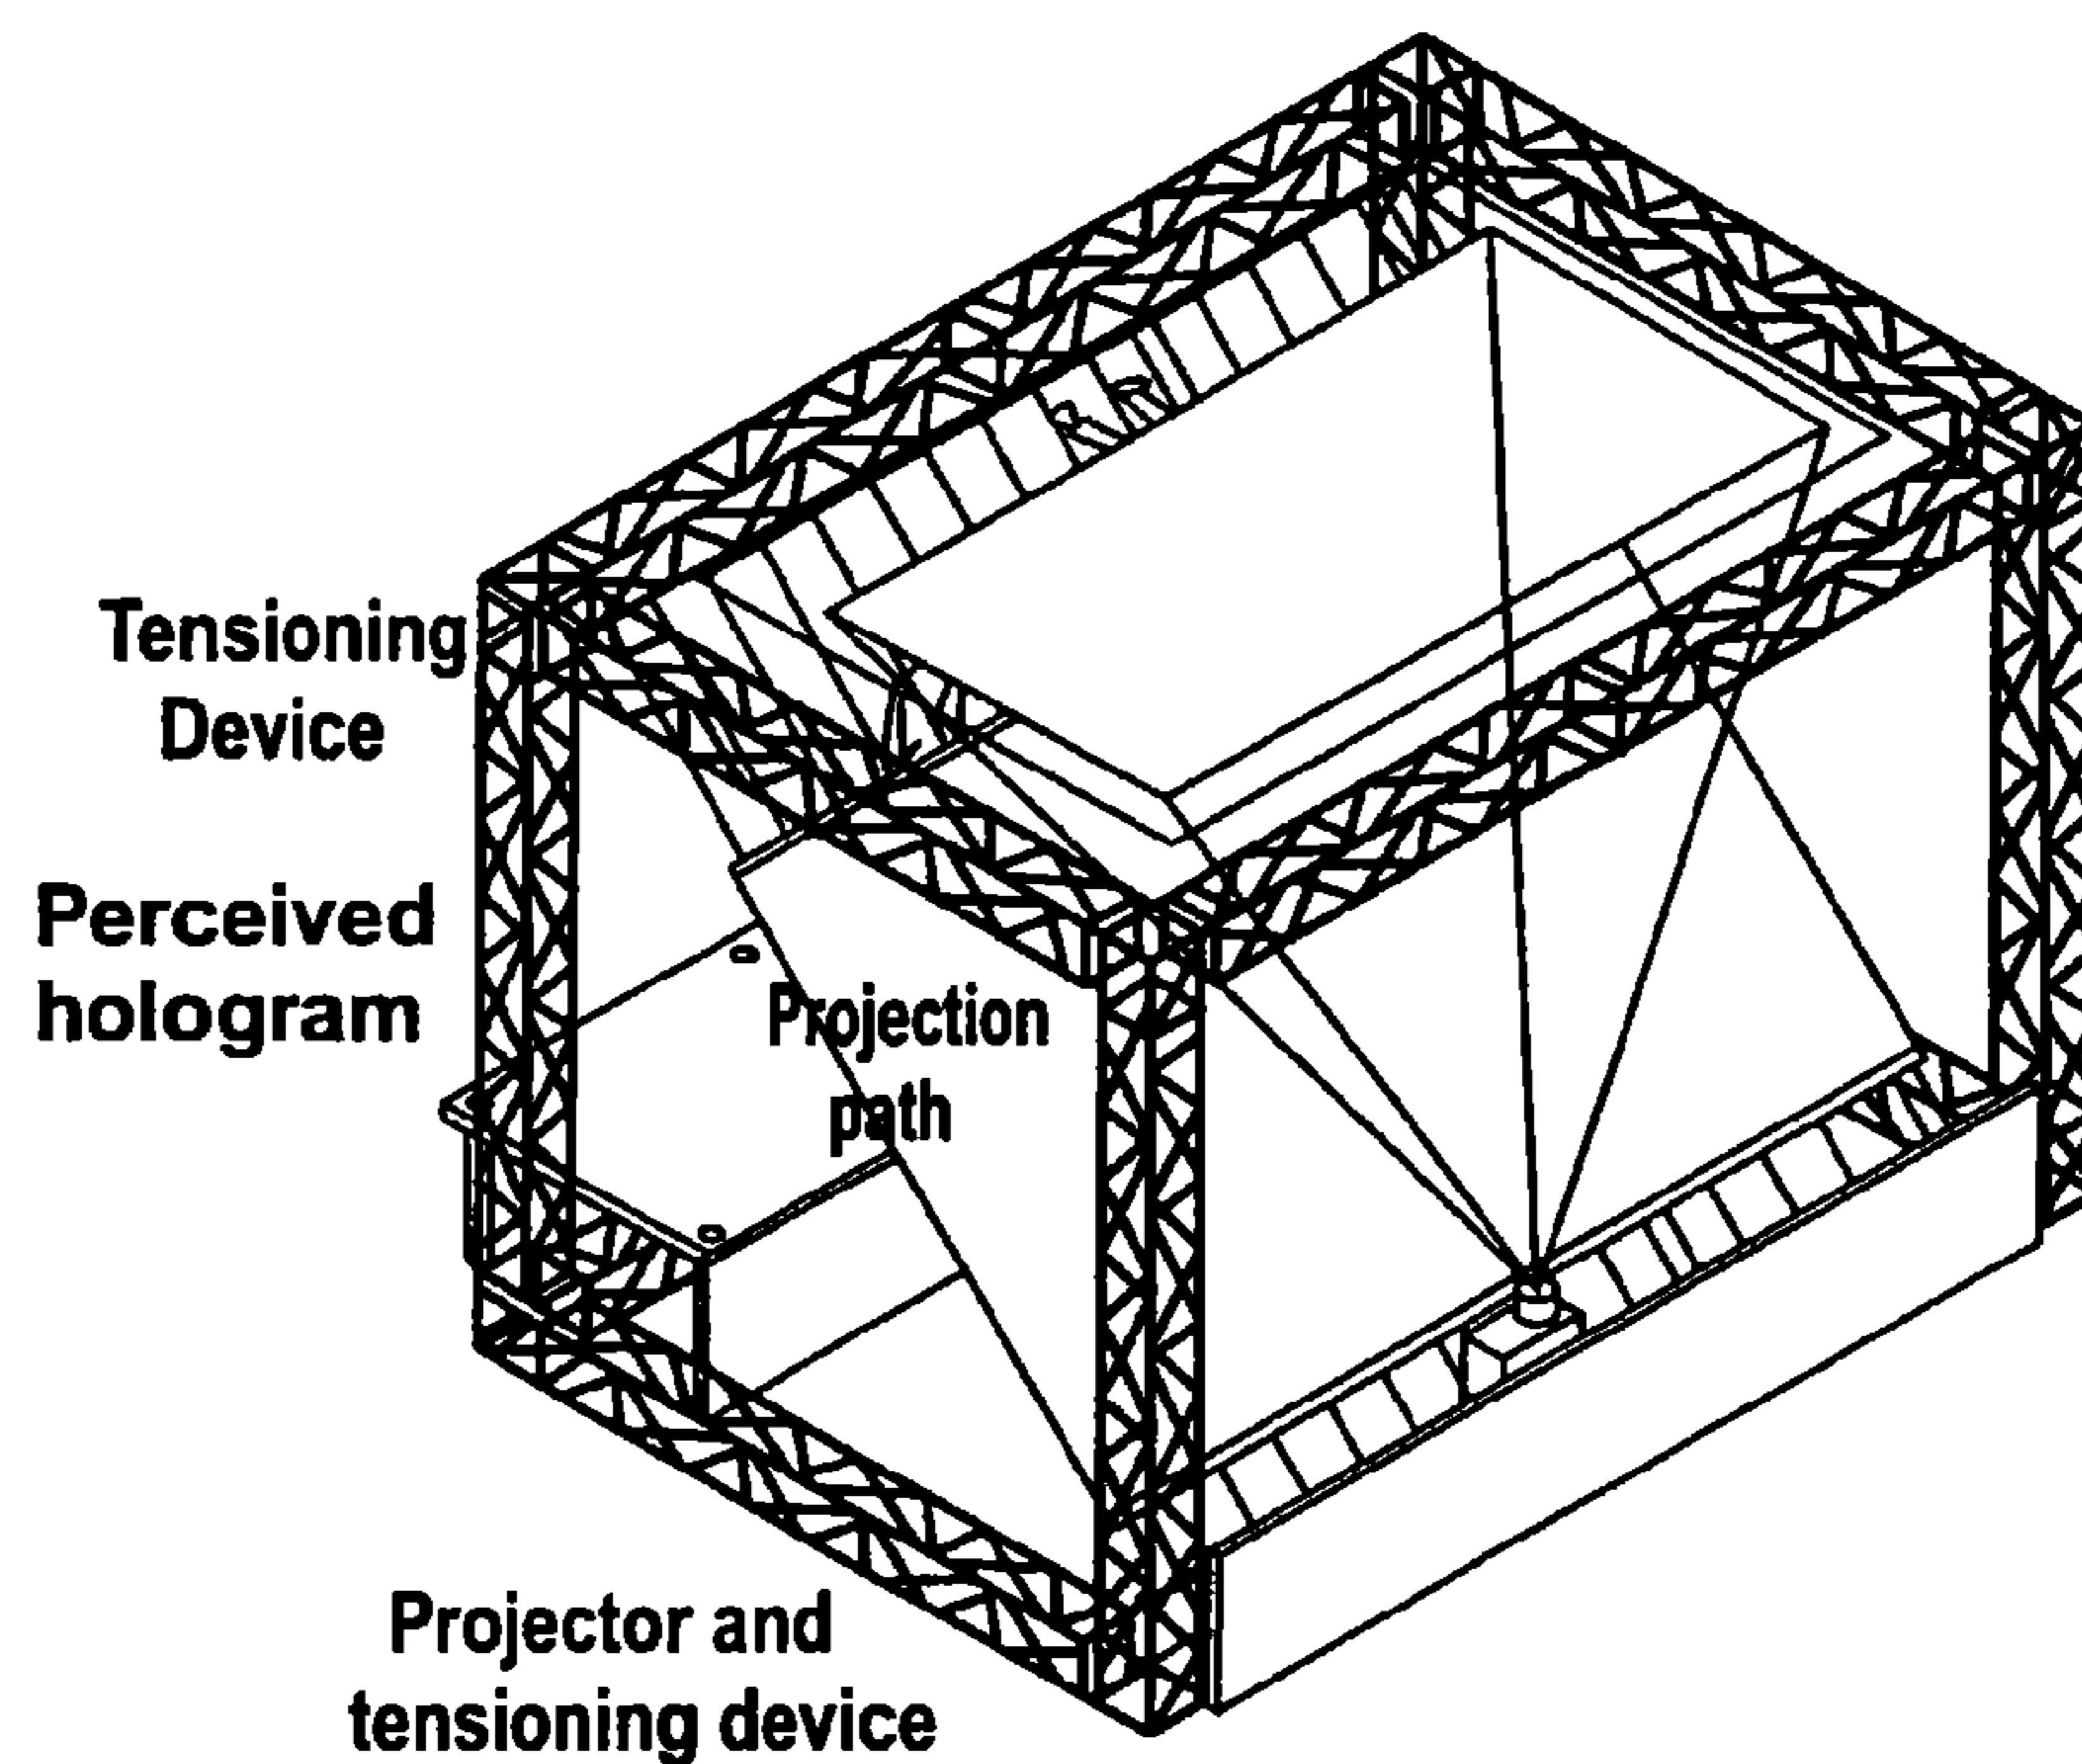 Tensioning
Device
Perceived
hologram
Projection
path
Projector and
tensioning device